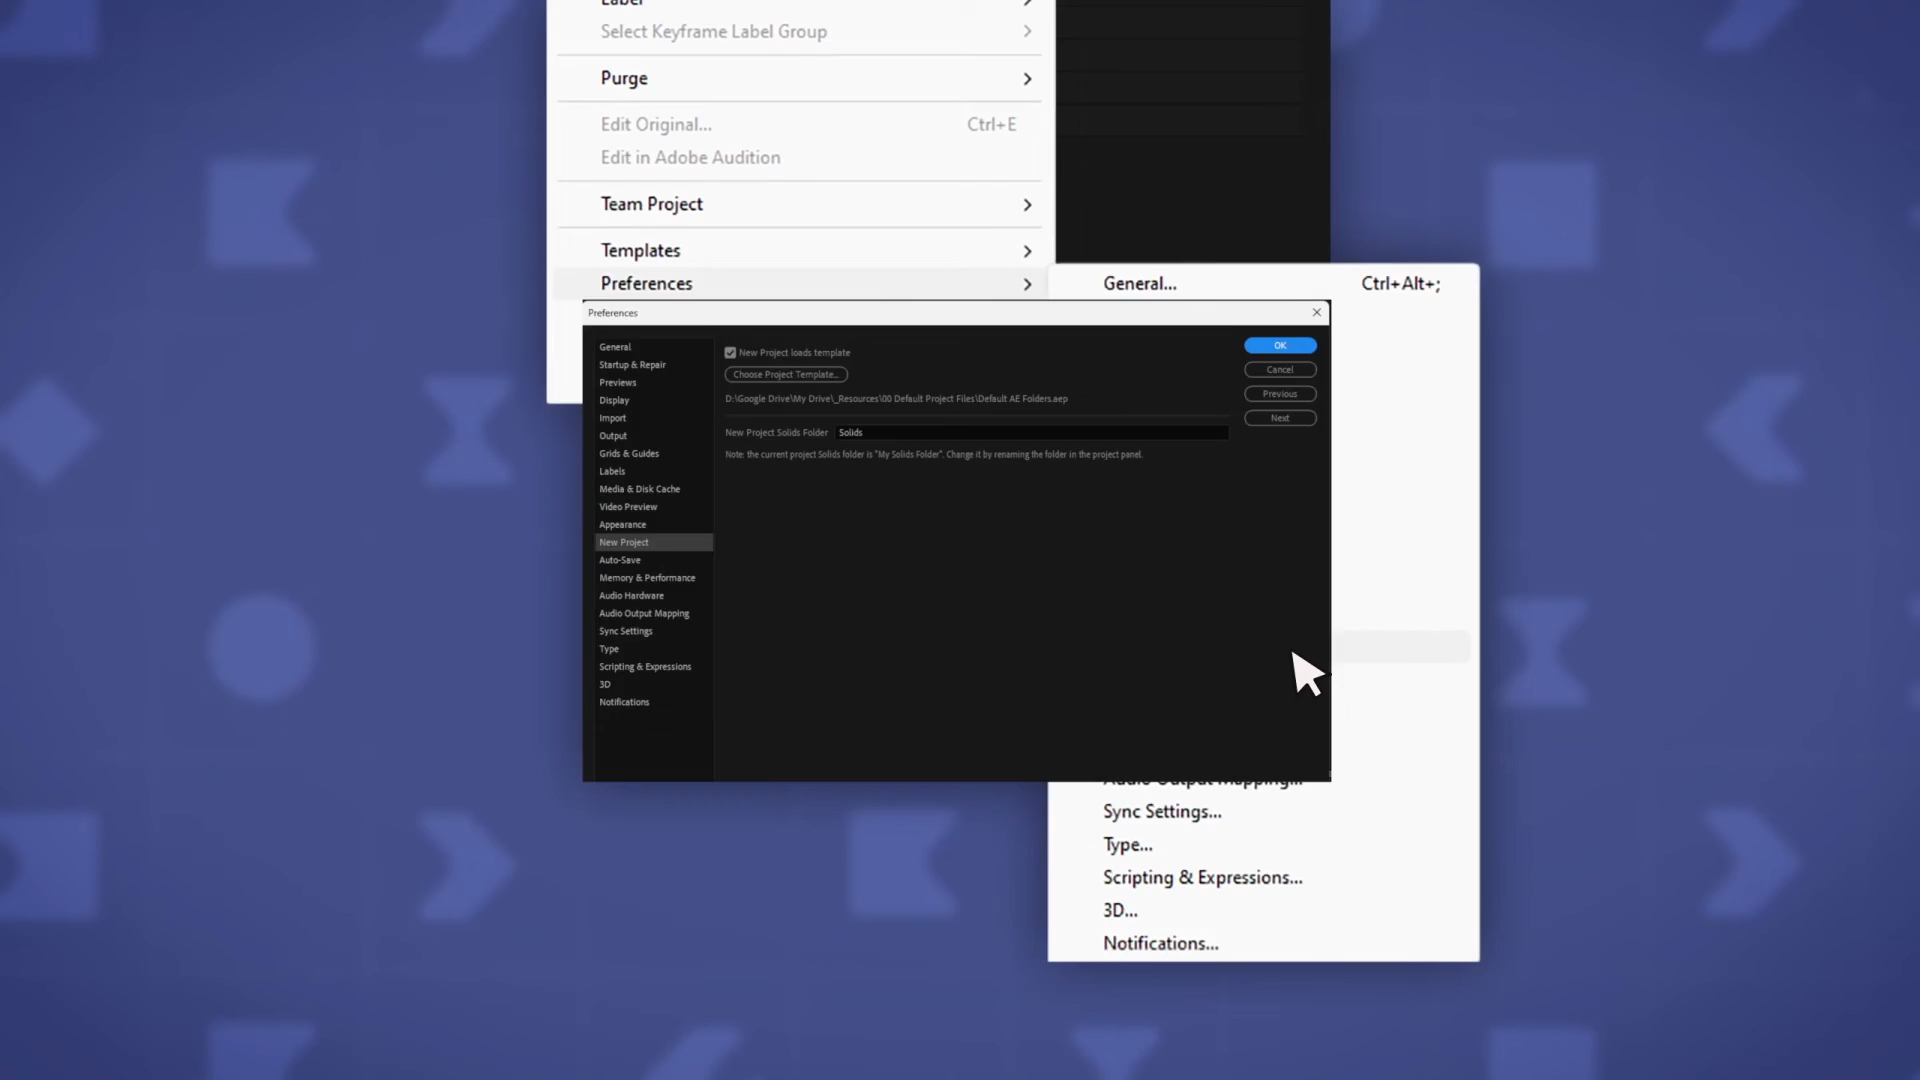 Label
Select Keyframe Label Group
Purge
Edit Original... Ctrl+E
Edit in Adobe Audition
Team Project
Templates
Preferences
General... Ctrl+Alt+;
Preferences
General
Startup & Repair
Previews
Display
Import
Output
Grids & Guides
Labels
Media & Disk Cache
Video Preview
Appearance
New Project
Auto-Save
Memory & Performance
Audio Hardware
Audio Output Mapping
Sync Settings
Type
Scripting & Expressions
3D
Notifications
New Project loads template
Choose Project Template...
D:\Google Drive\My Drive\_Resources\00 Default Project Files\Default AE Folders.aep
New Project Solids Folder Solids
Note: the current project Solids folder is "My Solids Folder". Change it by renaming the folder in the project panel.
OK
Cancel
Previous
Next
Audio Output Mapping...
Sync Settings...
Type...
Scripting & Expressions...
3D...
Notifications...